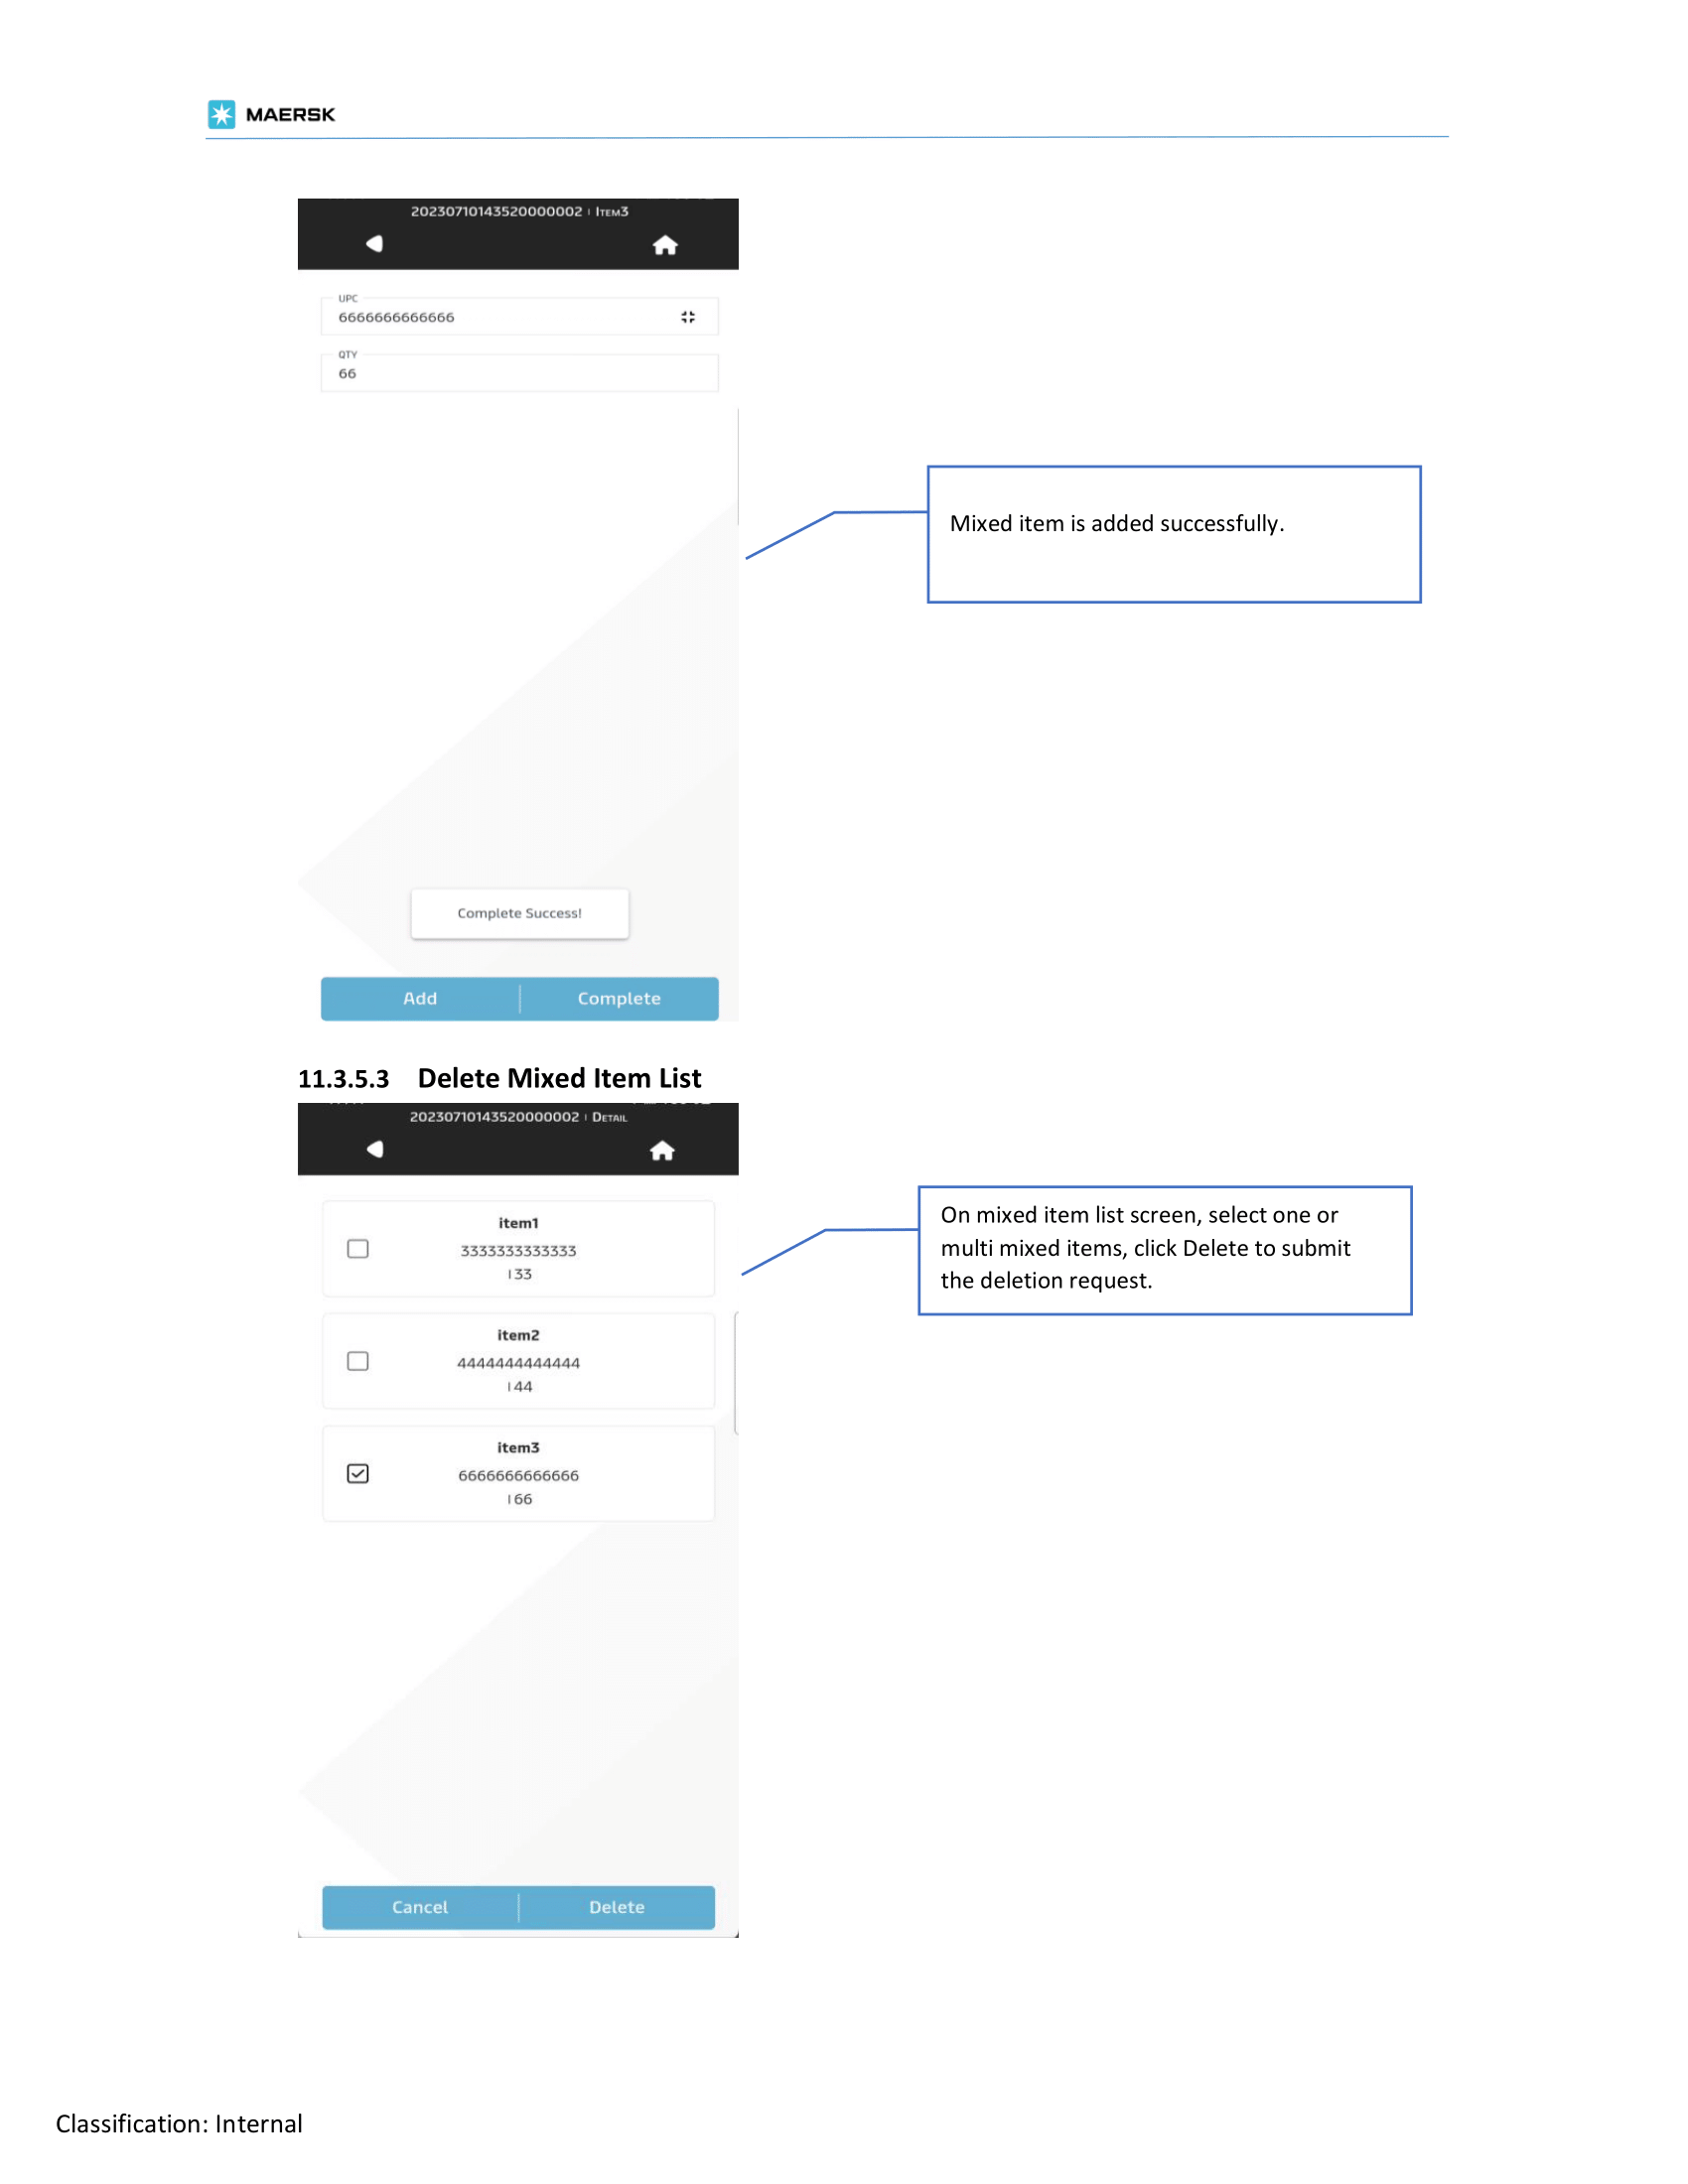 MAERSK
20230710143520000002 | Item3
UPC
6666666666666
QTY
66
Mixed item is added successfully.
Complete Success!
Add
Complete
11.3.5.3 Delete Mixed Item List
20230710143520000002 | Detail
item1
3333333333333
| 33
On mixed item list screen, select one or
multi mixed items, click Delete to submit
the deletion request.
item2
4444444444444
| 44
item3
6666666666666
| 66
Cancel
Delete
Classification: Internal